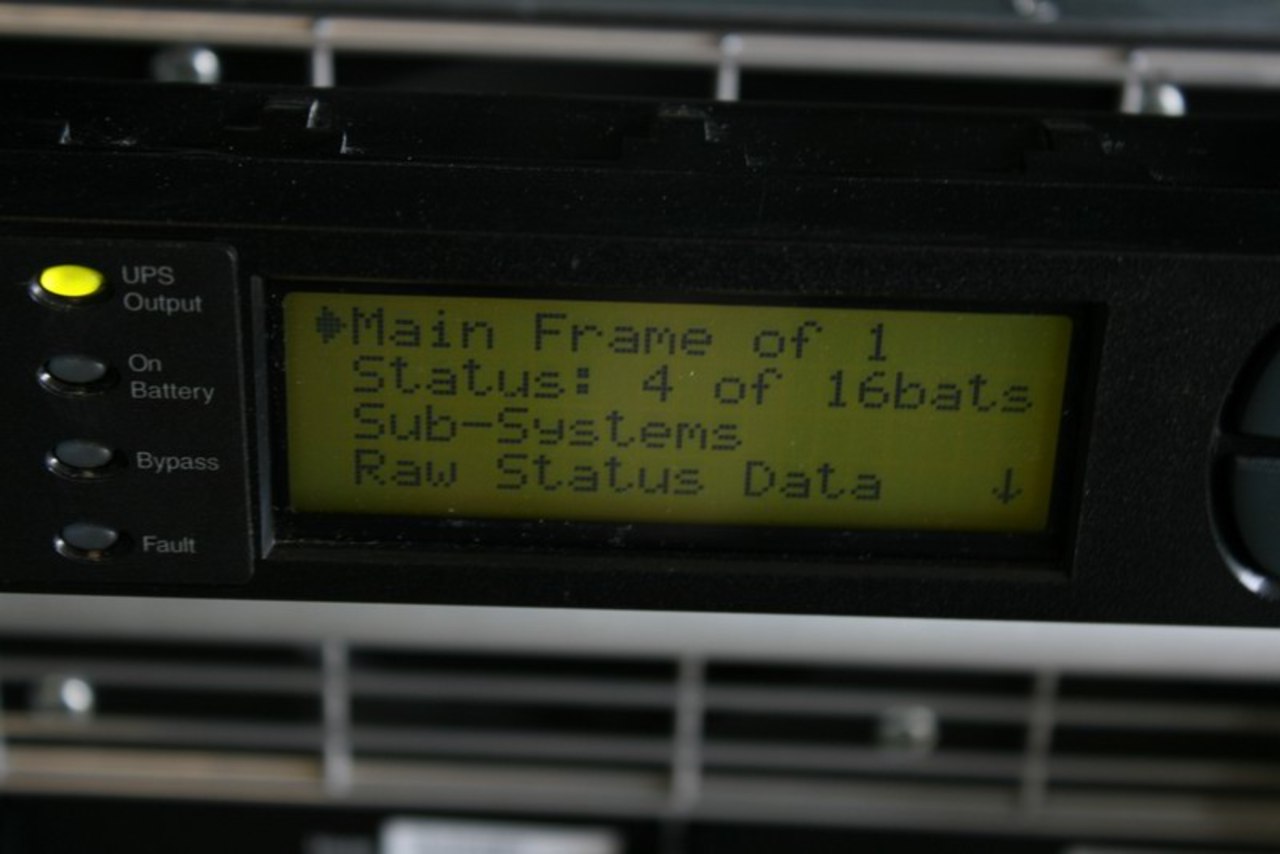 UPS
Output
On
Battery
Bypass
Fault
Main Frame of 1
Status: 4 of 16bats
Sub-Systems
Raw Status Data ↓